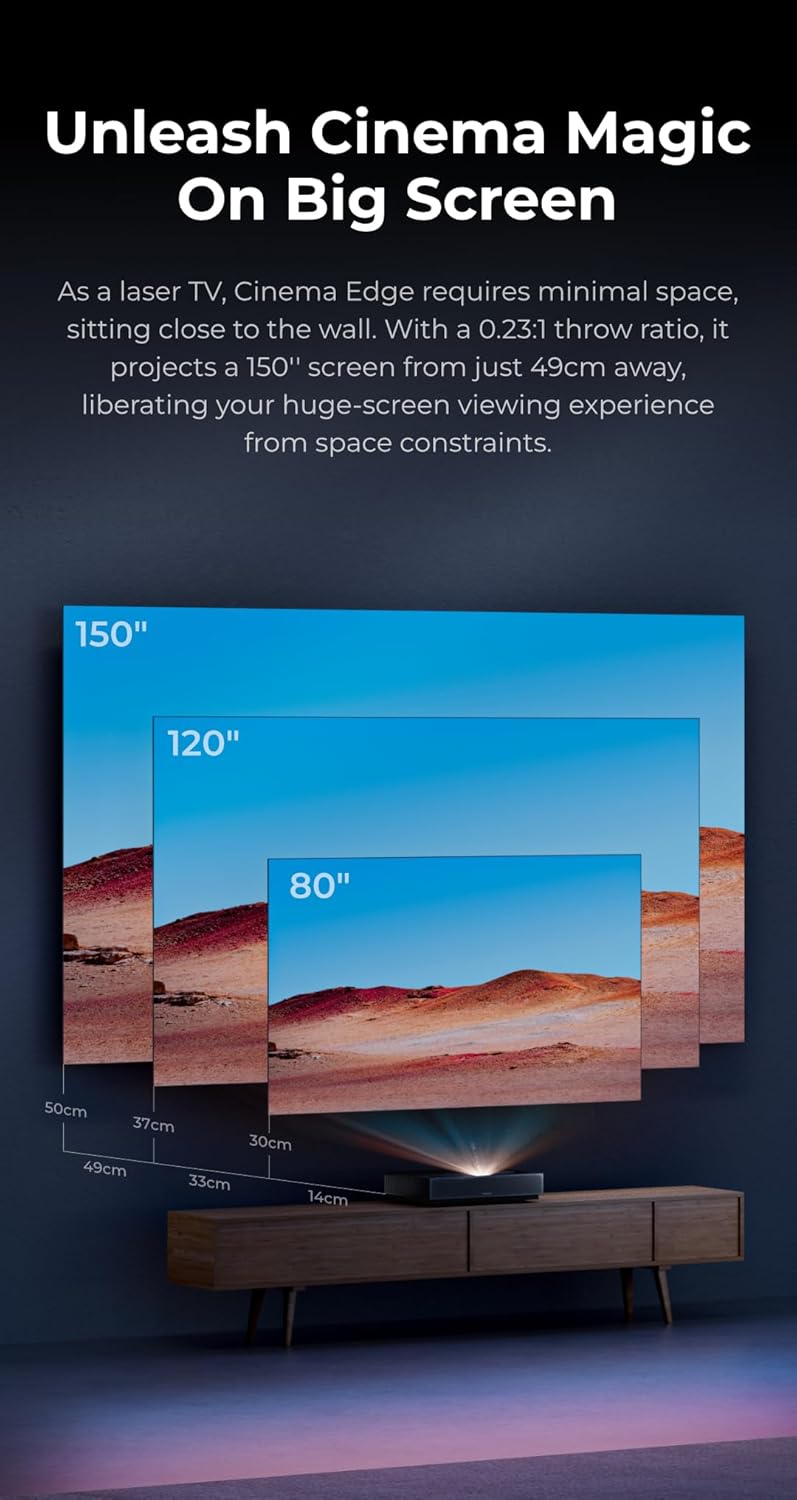 Unleash Cinema Magic
On Big Screen
As a laser TV, Cinema Edge requires minimal space,
sitting close to the wall. With a 0.23:1 throw ratio, it
projects a 150'' screen from just 49cm away,
liberating your huge-screen viewing experience
from space constraints.
150"
120"
80"
50cm
37cm
30cm
49cm
33cm
14cm